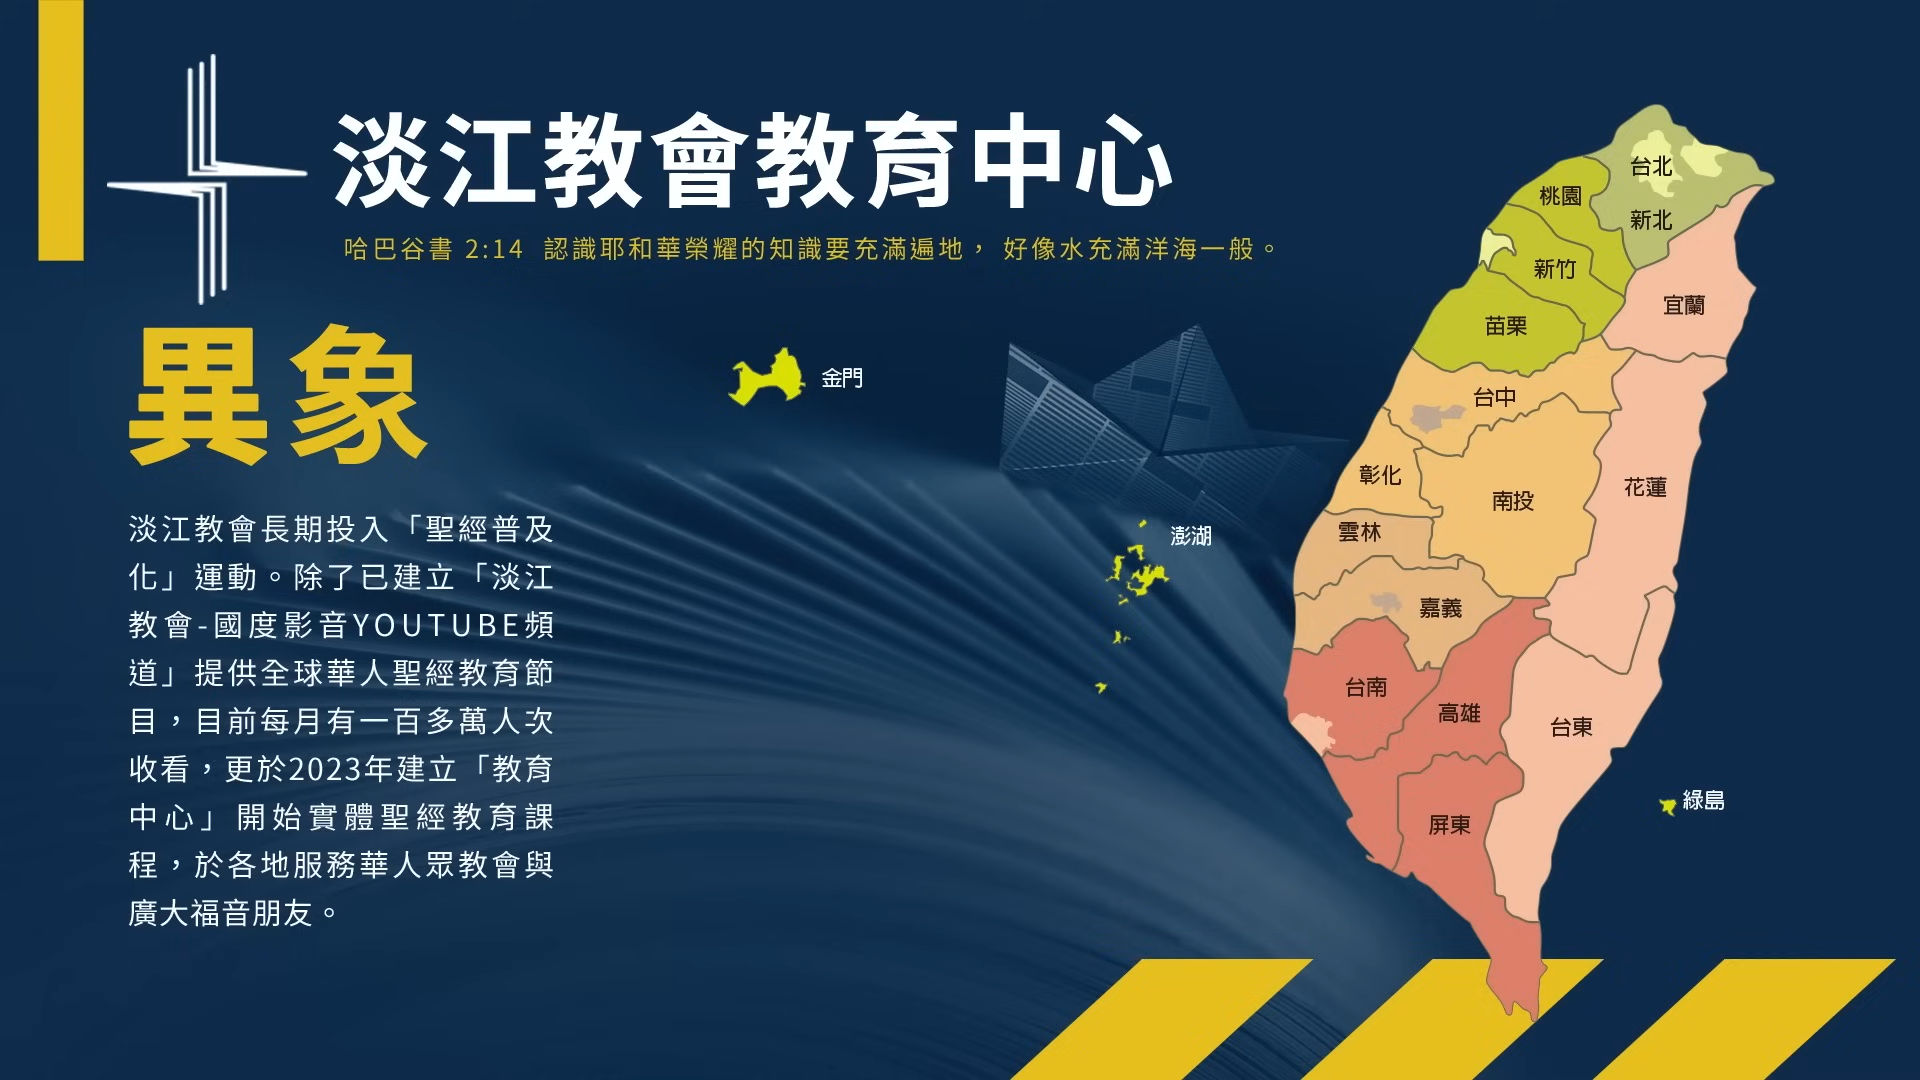 淡江教會教育中心
哈巴谷書 2:14 認識耶和華榮耀的知識要充滿遍地， 好像水充滿洋海一般。
異象
淡江教會長期投入「聖經普及
化」運動。除了已建立「淡江
教會-國度影音YOUTUBE頻
道」提供全球華人聖經教育節
目，目前每月有一百多萬人次
收看，更於2023年建立「教育
中心」開始實體聖經教育課
程，於各地服務華人眾教會與
廣大福音朋友。
台北
桃園
新北
新竹
宜蘭
苗栗
金門
台中
彰化
花蓮
南投
雲林
澎湖
嘉義
台南
高雄
台東
綠島
屏東